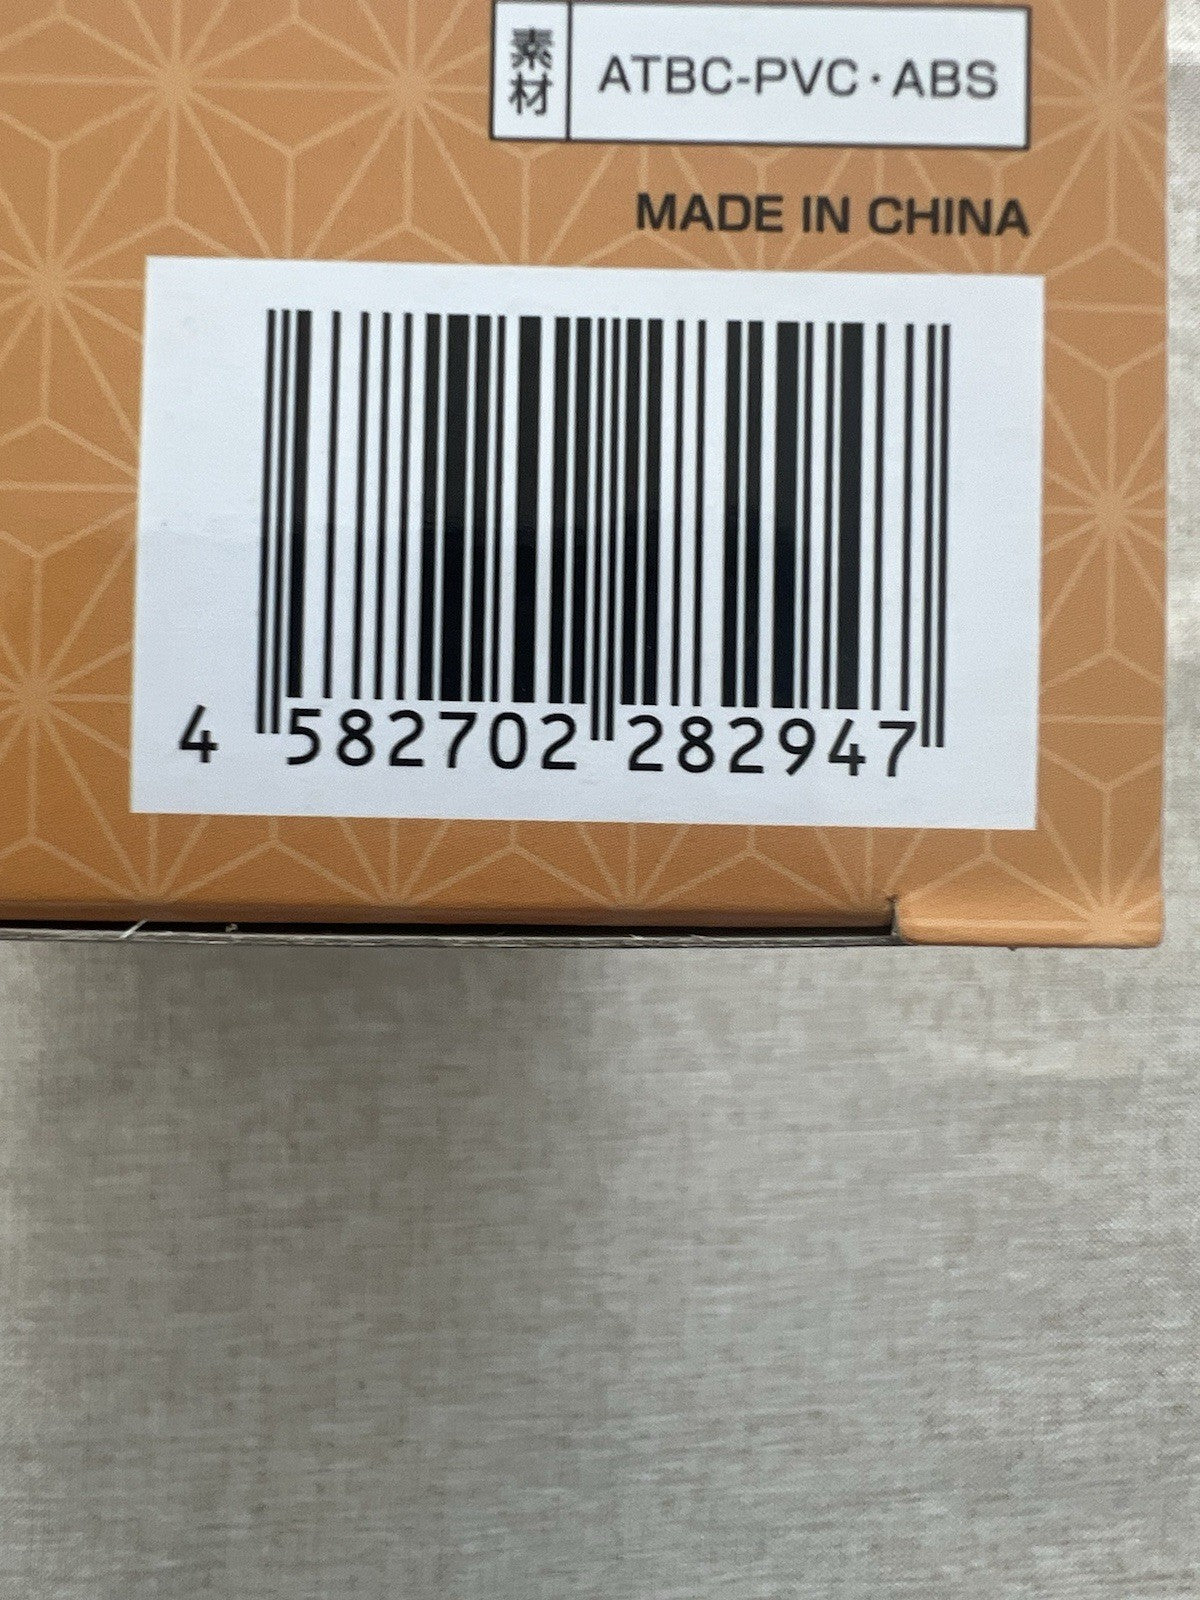 素材 ATBC-PVC・ABS
MADE IN CHINA
4 582702 282947